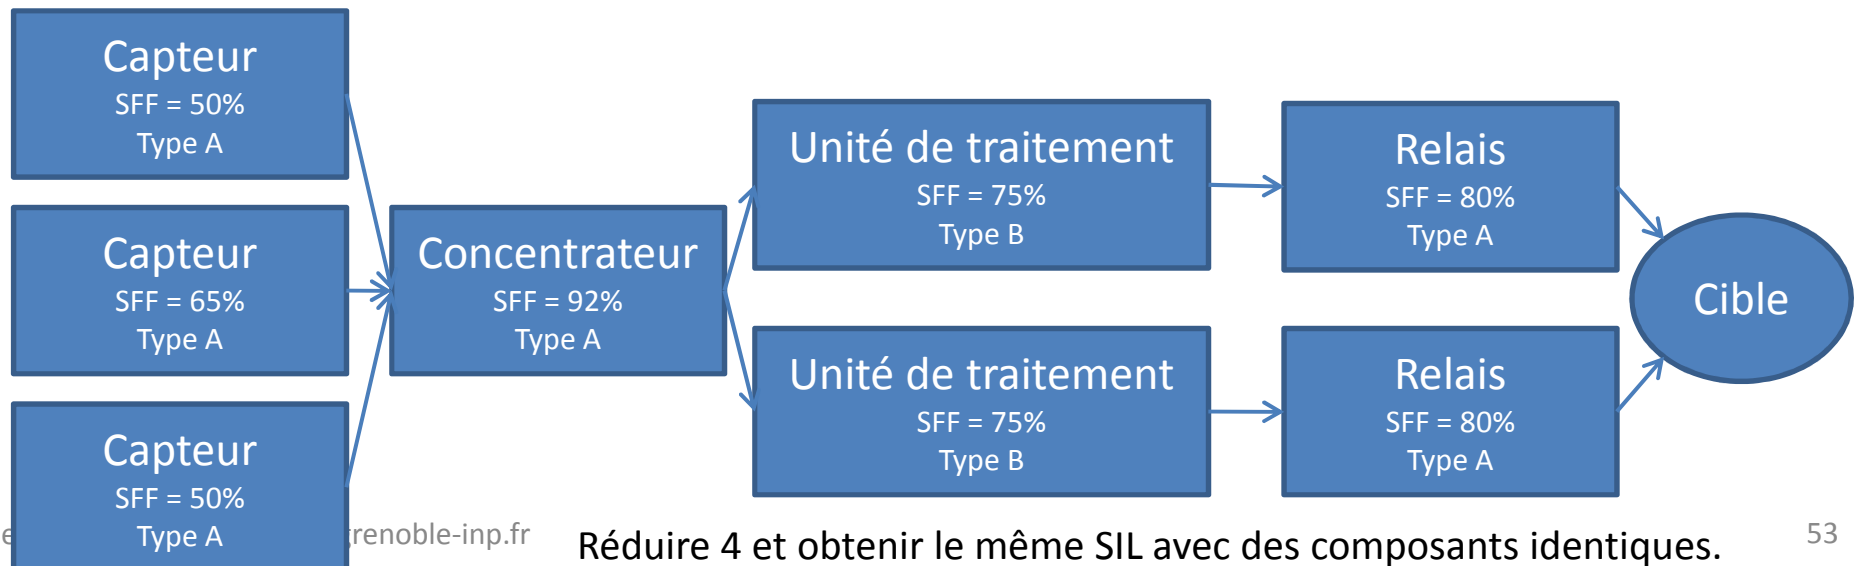 Capteur
SFF = 50%
Type A
Capteur
SFF = 65%
Type A
Capteur
SFF = 50%
Type A
Concentrateur
SFF = 92%
Type A
Unité de traitement
SFF = 75%
Type B
Unité de traitement
SFF = 75%
Type B
Relais
SFF = 80%
Type A
Relais
SFF = 80%
Type A
Cible
renoble-inp.fr
Réduire 4 et obtenir le même SIL avec des composants identiques.
53